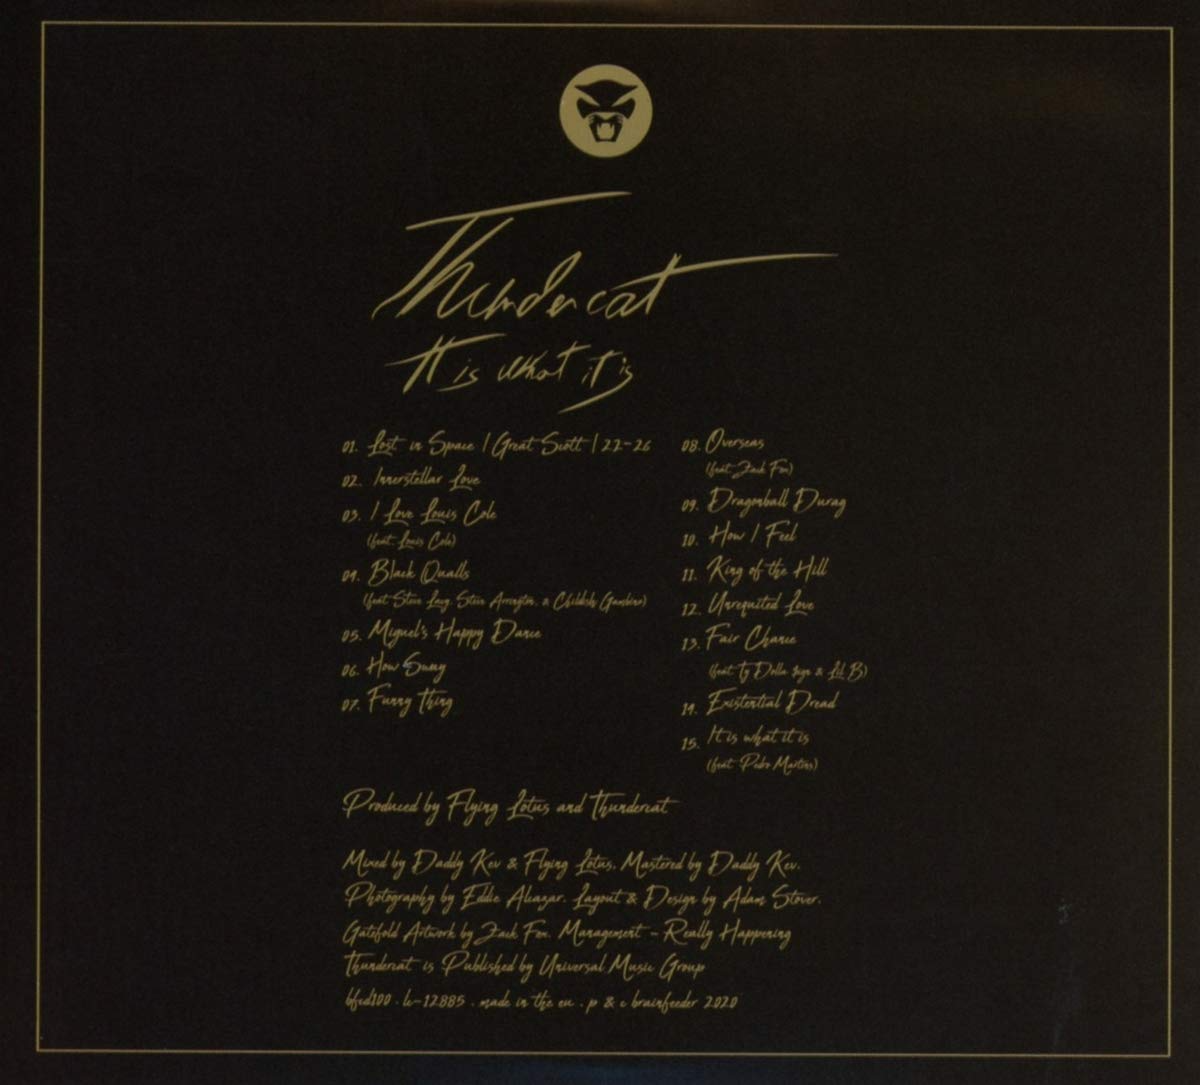 Thundercat
It is what it is
01. Lost in Space / Great Scott / 22-26
02. Innerstellar Love
03. I Love Louis Cole
(feat. Louis Cole)
04. Black Qualls
(feat Steve Lacy, Steve Arrington, & Childish Gambino)
05. Miguel's Happy Dance
06. How Sway
07. Funny Thing
08. Overseas
(feat. Zack Fox)
09. Dragonball Durag
10. How I Feel
11. King of the Hill
12. Unrequited Love
13. Fair Chance
(feat. Ty Dolla $ign & Lil B)
14. Existential Dread
15. It is what it is
(feat. Pedro Martins)
Produced by Flying Lotus and Thundercat
Mixed by Daddy Kev & Flying Lotus, Mastered by Daddy Kev.
Photography by Eddie Alcazar. Layout & Design by Adam Stover.
Gatefold Artwork by Zack Fox. Management - Really Happening
Thundercat is Published by Universal Music Group
bfcd100 . lc-12885 . made in the eu . p & c brainfeeder 2020